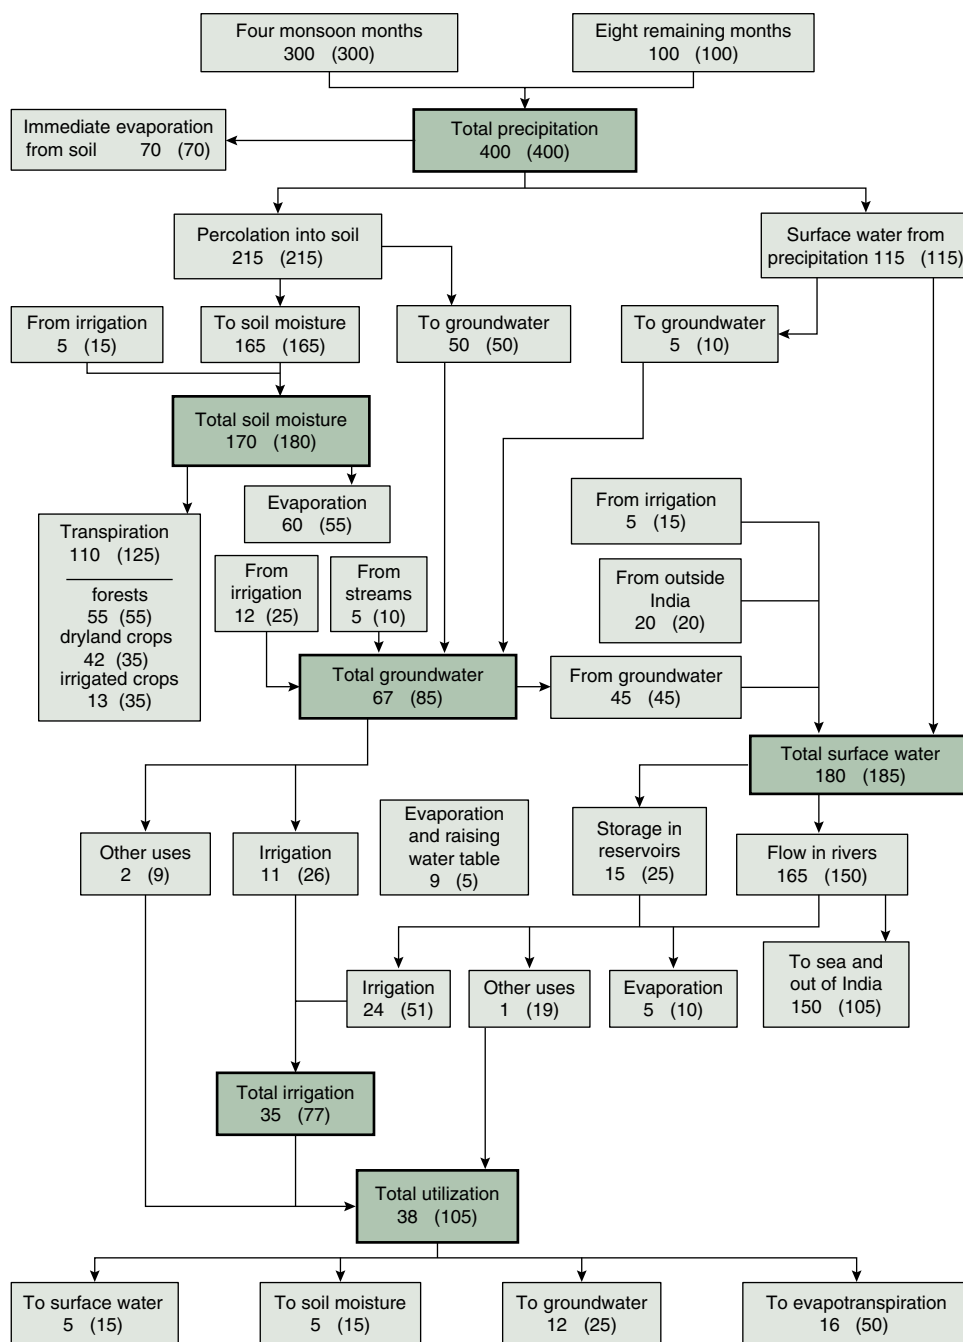 Four monsoon months
300 (300)
Eight remaining months
100 (100)
Immediate evaporation
from soil 70 (70)
Total precipitation
400 (400)
Percolation into soil
215 (215)
Surface water from
precipitation 115 (115)
From irrigation
5 (15)
To soil moisture
165 (165)
To groundwater
50 (50)
To groundwater
5 (10)
Total soil moisture
170 (180)
Evaporation
60 (55)
From irrigation
5 (15)
Transpiration
110 (125)
forests
55 (55)
dryland crops
42 (35)
irrigated crops
13 (35)
From
irrigation
12 (25)
From
streams
5 (10)
From outside
India
20 (20)
Total groundwater
67 (85)
From groundwater
45 (45)
Total surface water
180 (185)
Other uses
2 (9)
Irrigation
11 (26)
Evaporation
and raising
water table
9 (5)
Storage in
reservoirs
15 (25)
Flow in rivers
165 (150)
Irrigation
24 (51)
Other uses
1 (19)
Evaporation
5 (10)
To sea and
out of India
150 (105)
Total irrigation
35 (77)
Total utilization
38 (105)
To surface water
5 (15)
To soil moisture
5 (15)
To groundwater
12 (25)
To evapotranspiration
16 (50)